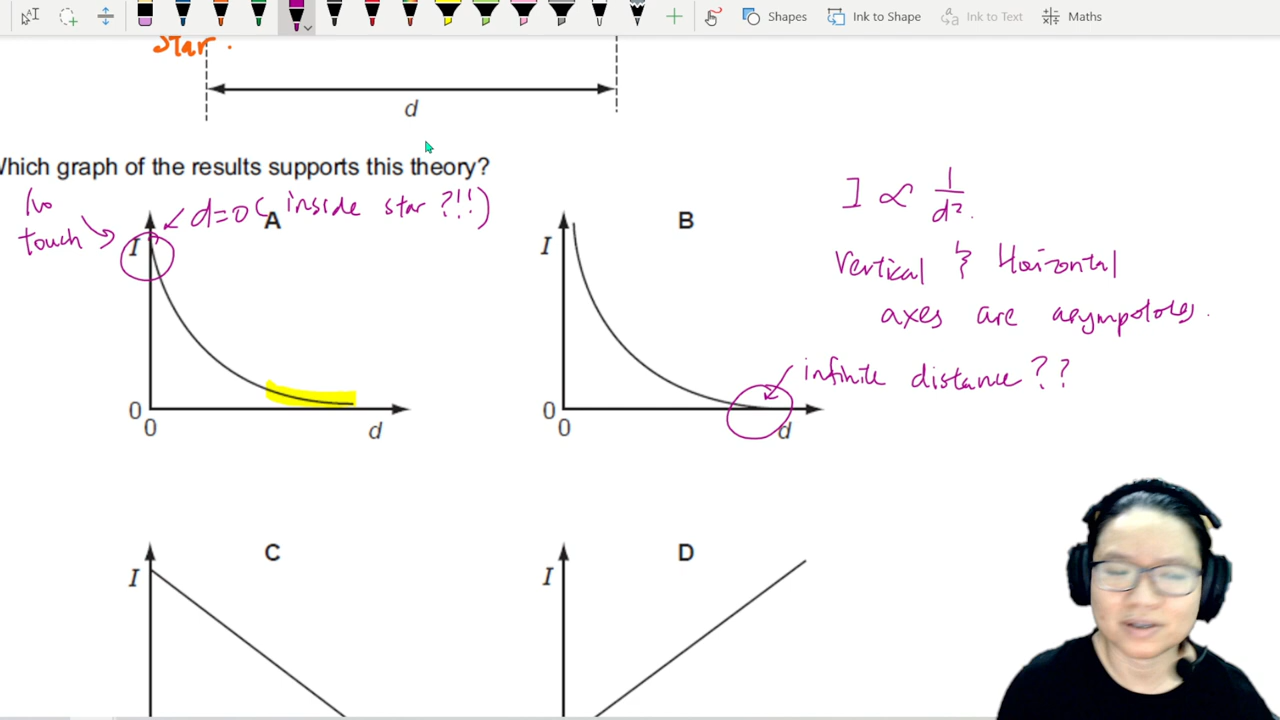 Shapes
Ink to Shape
Ink to Text
Maths
star.
d
Which graph of the results supports this theory?
No
touch
d=0 ( inside star ?!!)
A
I
0
0
d
B
I
0
0
d
I ∝ 1/d².
Vertical & Horizontal
axes are asymptotes.
infinite distance ??
C
I
D
I